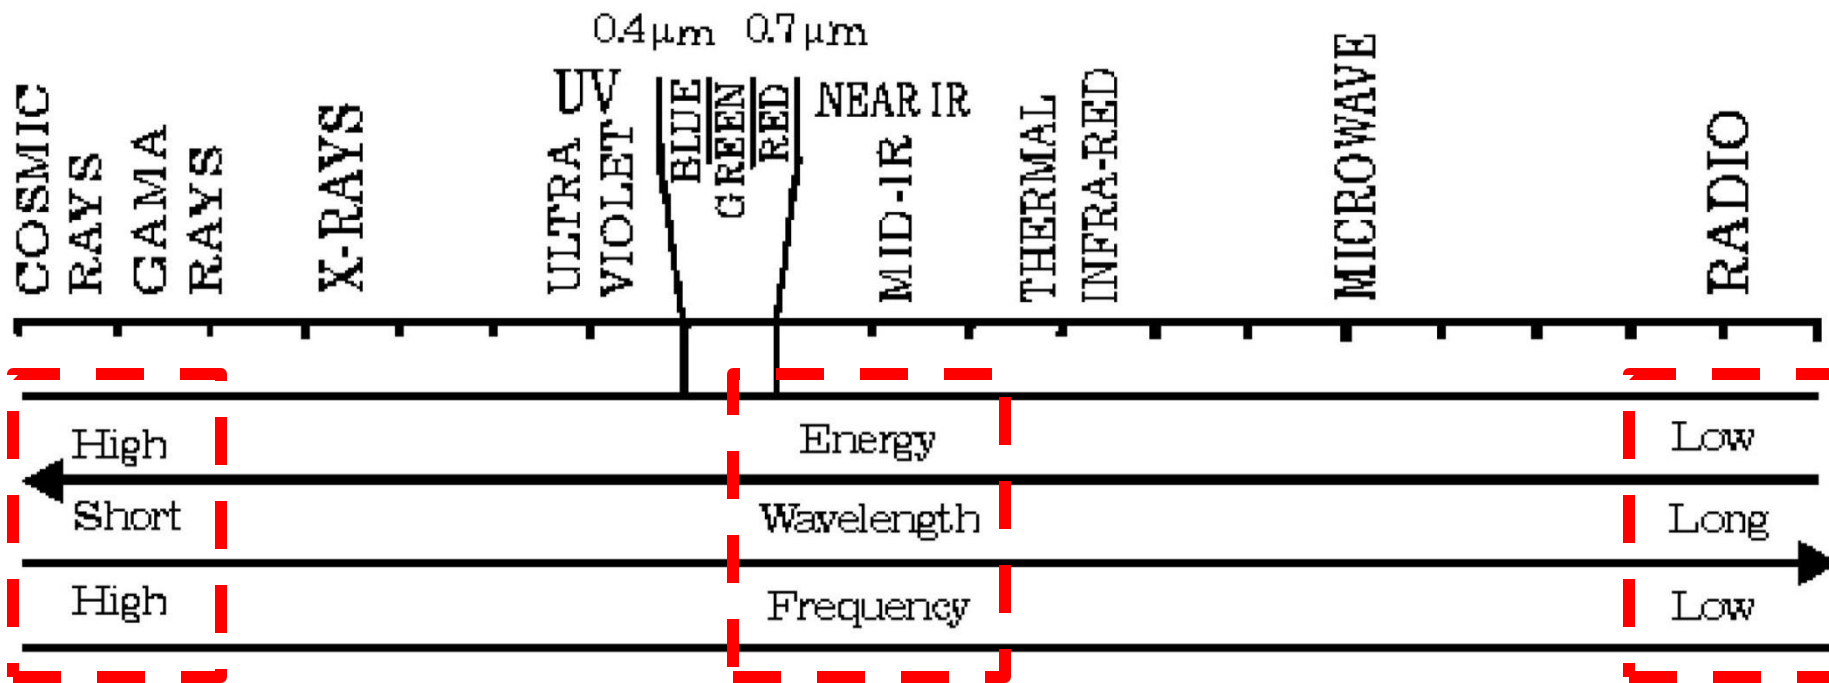 0.4μm 0.7μm
COSMIC
RAYS
GAMA
RAYS
X-RAYS
UV
ULTRA
VIOLET
BLUE
GREEN
RED
NEAR IR
MID-IR
THERMAL
INFRA-RED
MICROWAVE
RADIO
High Energy Low
Short Wavelength Long
High Frequency Low